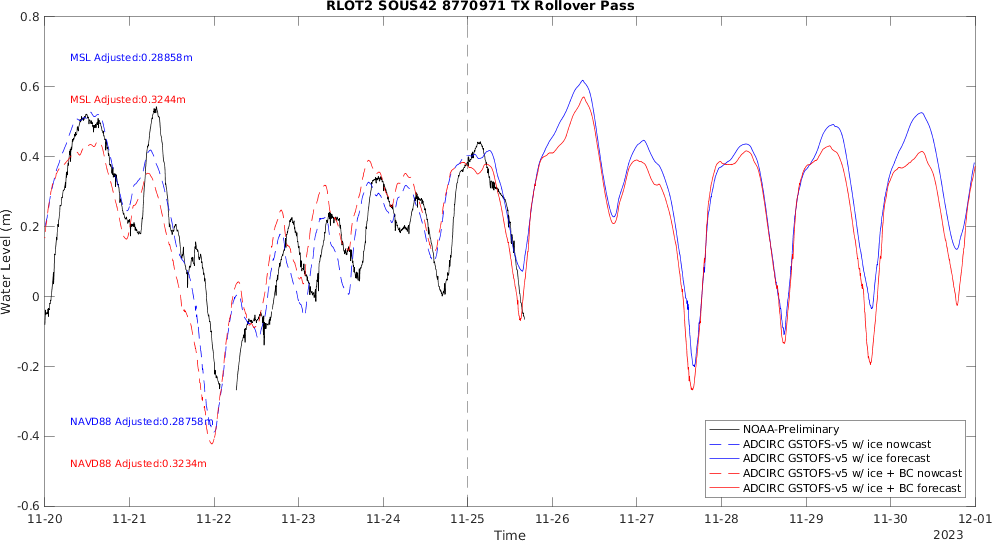 RLOT2 SOUS42 8770971 TX Rollover Pass
0.8
0.6
0.4
0.2
0
-0.2
-0.4
-0.6
Water Level (m)
MSL Adjusted:0.28858m
MSL Adjusted:0.3244m
NAVD88 Adjusted:0.28758m
NAVD88 Adjusted:0.3234m
NOAA-Preliminary
ADCIRC GSTOFS-v5 w/ ice nowcast
ADCIRC GSTOFS-v5 w/ ice forecast
ADCIRC GSTOFS-v5 w/ ice + BC nowcast
ADCIRC GSTOFS-v5 w/ ice + BC forecast
11-20 11-21 11-22 11-23 11-24 11-25 11-26 11-27 11-28 11-29 11-30 12-01
Time
2023